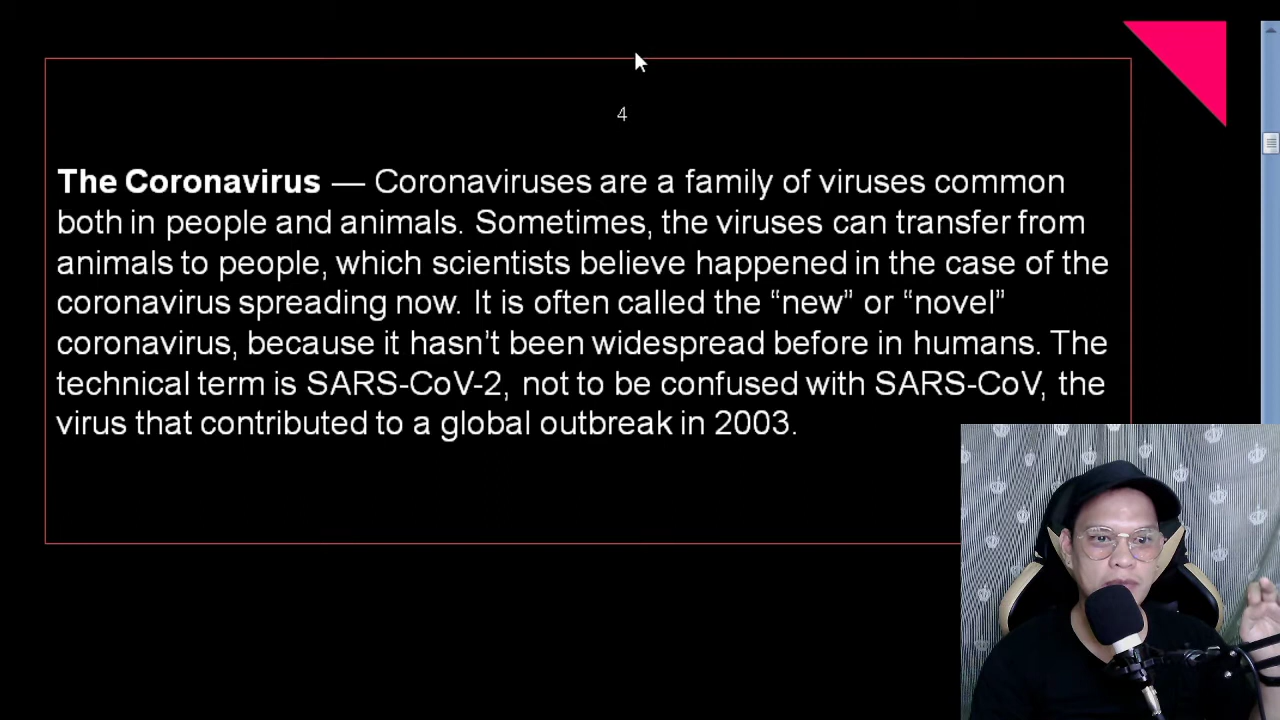 4
The Coronavirus — Coronaviruses are a family of viruses common
both in people and animals. Sometimes, the viruses can transfer from
animals to people, which scientists believe happened in the case of the
coronavirus spreading now. It is often called the “new” or “novel”
coronavirus, because it hasn’t been widespread before in humans. The
technical term is SARS-CoV-2, not to be confused with SARS-CoV, the
virus that contributed to a global outbreak in 2003.